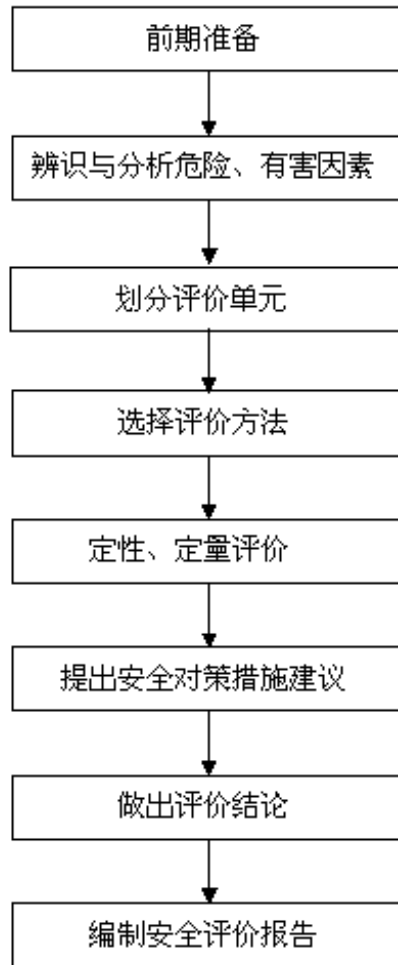 前期准备
辨识与分析危险、有害因素
划分评价单元
选择评价方法
定性、定量评价
提出安全对策措施建议
做出评价结论
编制安全评价报告